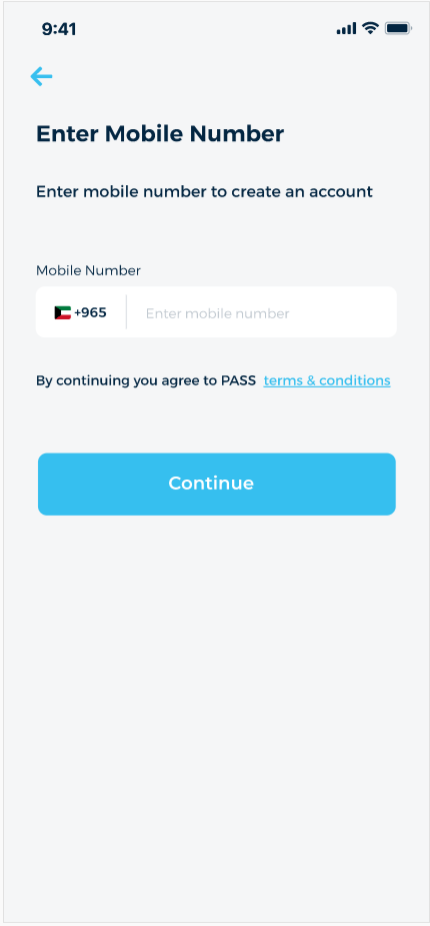 9:41
Enter Mobile Number
Enter mobile number to create an account
Mobile Number
+965 Enter mobile number
By continuing you agree to PASS terms & conditions
Continue